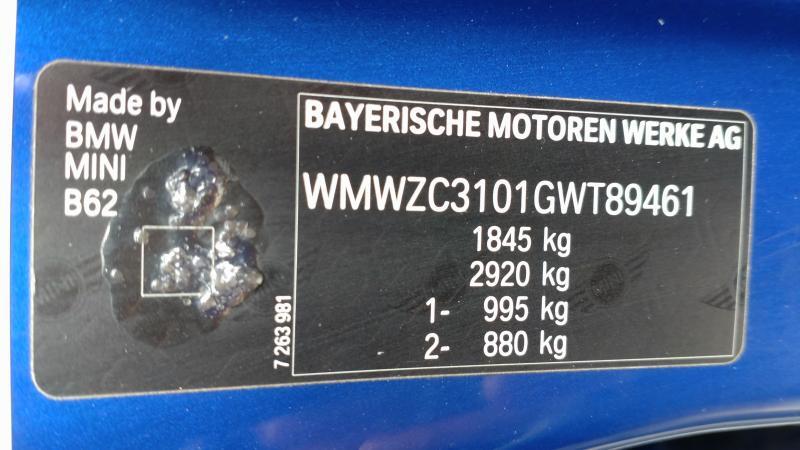 Made by
BMW
MINI
B62
7 263 981
BAYERISCHE MOTOREN WERKE AG
WMWZC3101GWT89461
1845 kg
2920 kg
1- 995 kg
2- 880 kg